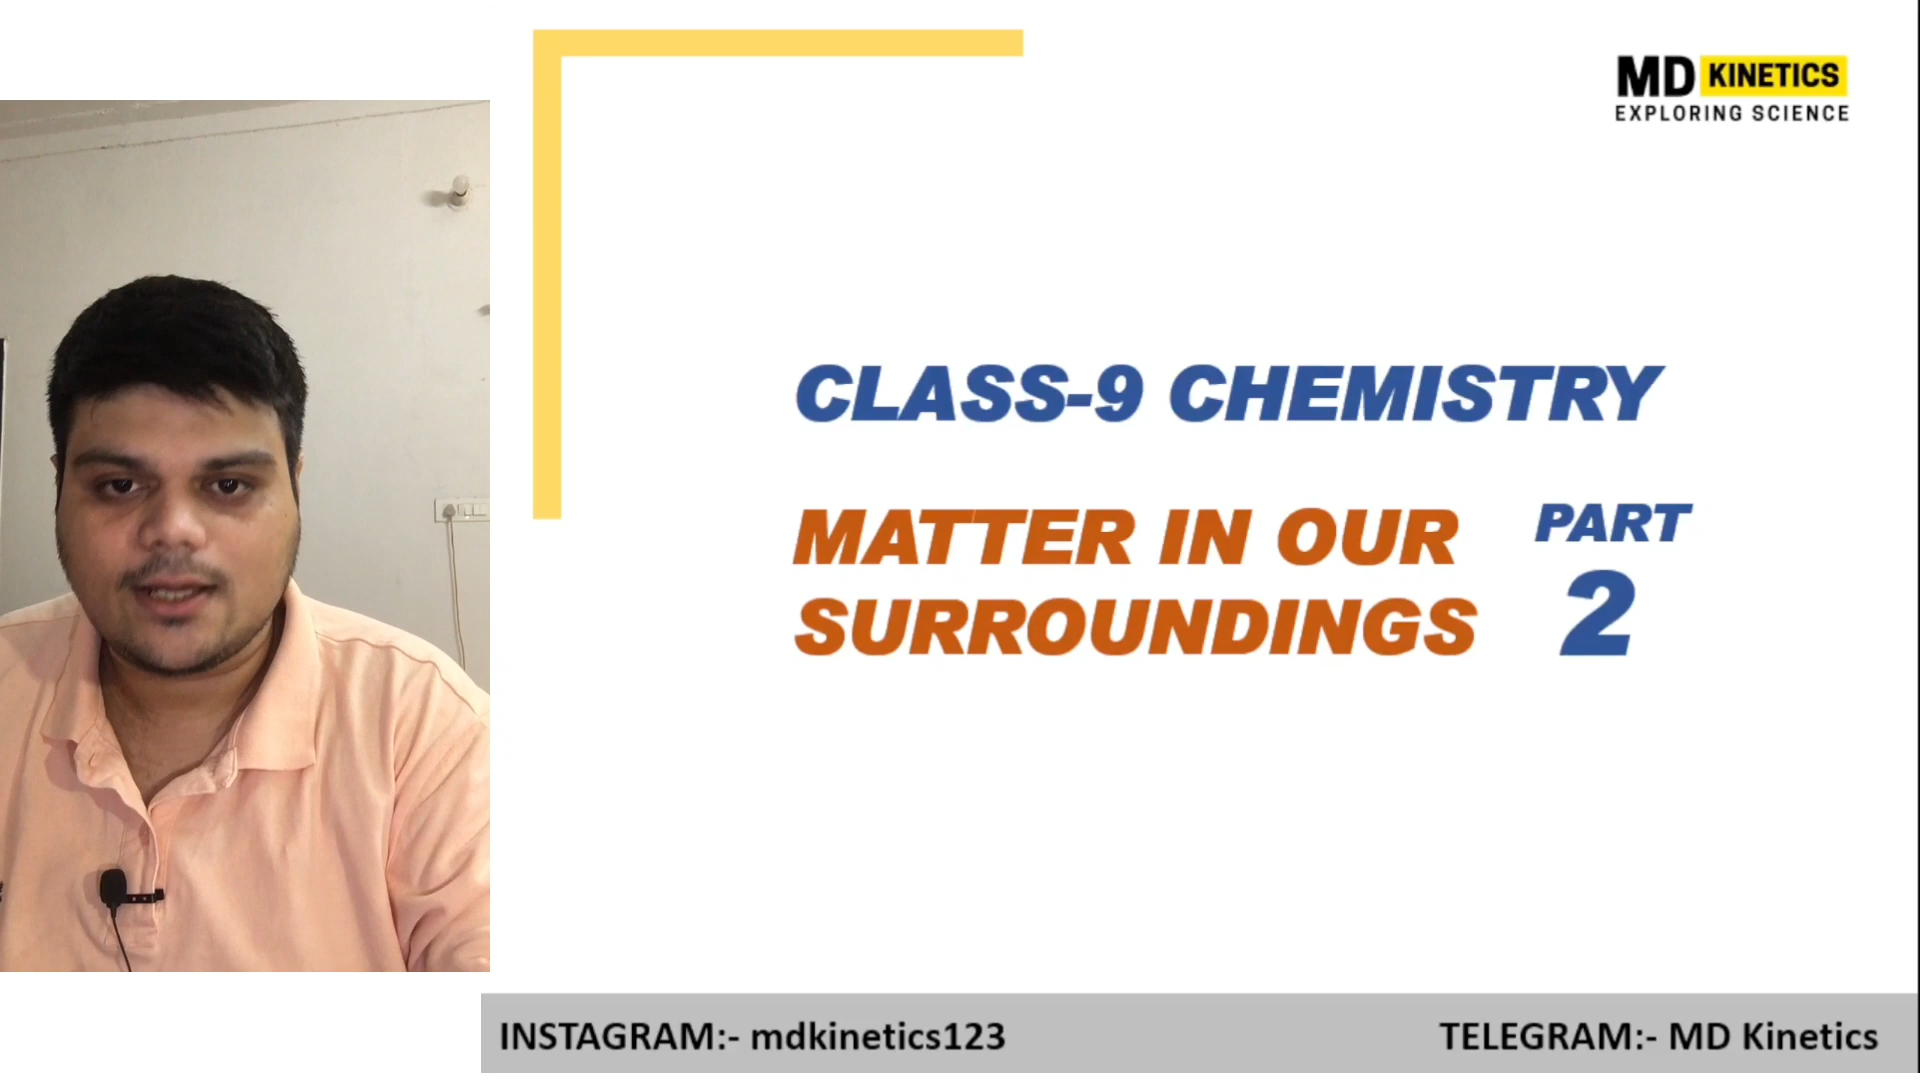 MD KINETICS
EXPLORING SCIENCE
CLASS-9 CHEMISTRY
MATTER IN OUR
SURROUNDINGS
PART
2
INSTAGRAM:- mdkinetics123
TELEGRAM:- MD Kinetics